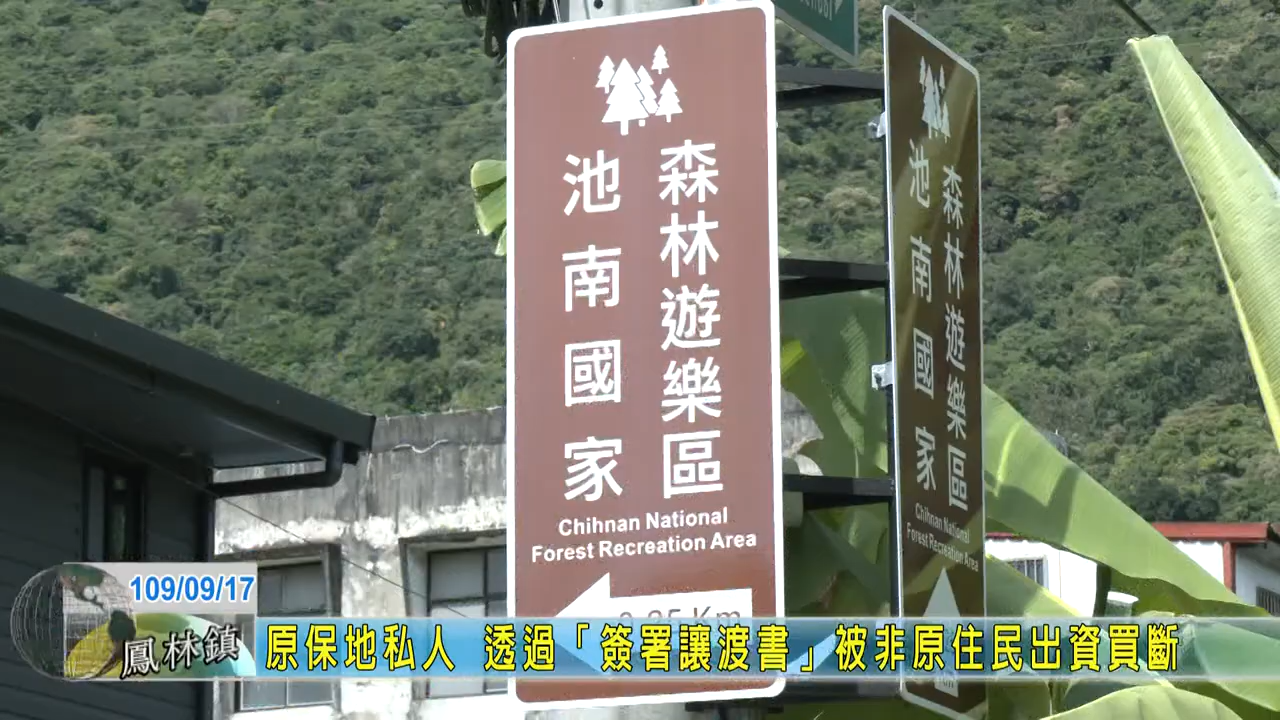 森林遊樂區
池南國家
Chihnan National
Forest Recreation Area
森林遊樂區
池南國家
Chihnan National
Forest Recreation Area
109/09/17
鳳林鎮
原保地私人 透過「簽署讓渡書」被非原住民出資買斷